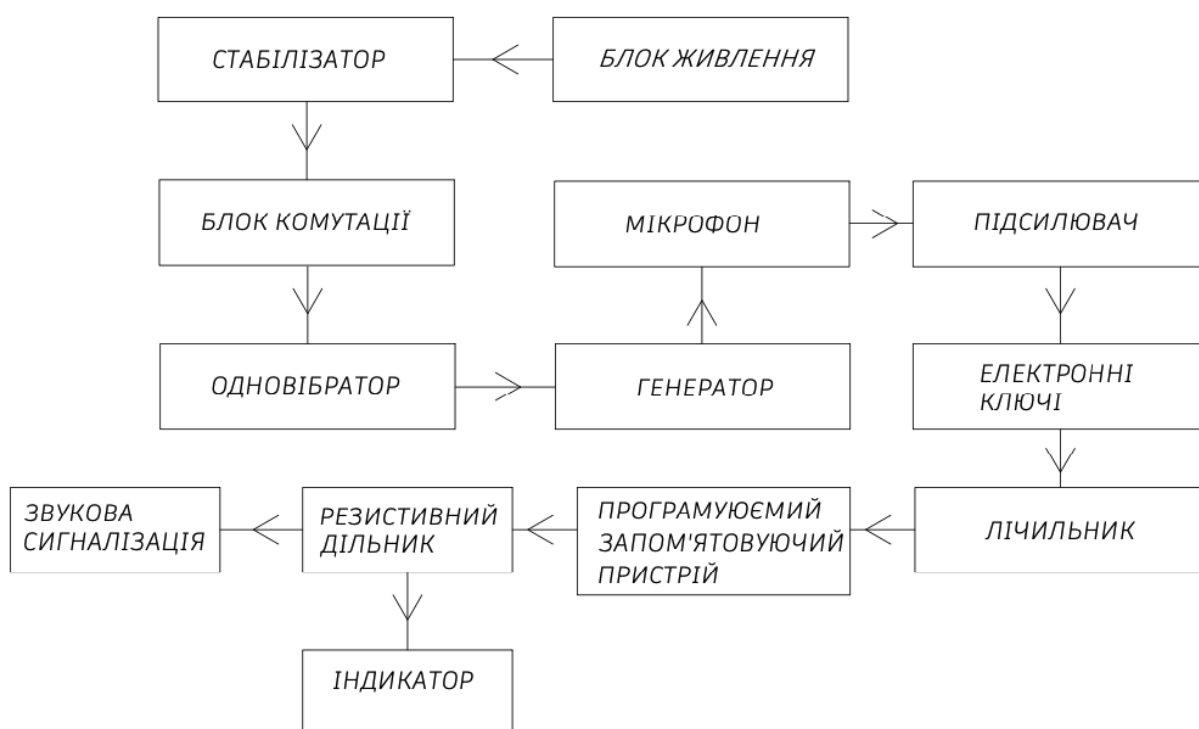 СТАБІЛІЗАТОР
БЛОК ЖИВЛЕННЯ
БЛОК КОМУТАЦІЇ
МІКРОФОН
ПІДСИЛЮВАЧ
ОДНОВІБРАТОР
ГЕНЕРАТОР
ЕЛЕКТРОННІ
КЛЮЧІ
ЗВУКОВА
СИГНАЛІЗАЦІЯ
РЕЗИСТИВНИЙ
ДІЛЬНИК
ПРОГРАМУЮЄМИЙ
ЗАПОМ'ЯТОВУЮЧИЙ
ПРИСТРІЙ
ЛІЧИЛЬНИК
ІНДИКАТОР